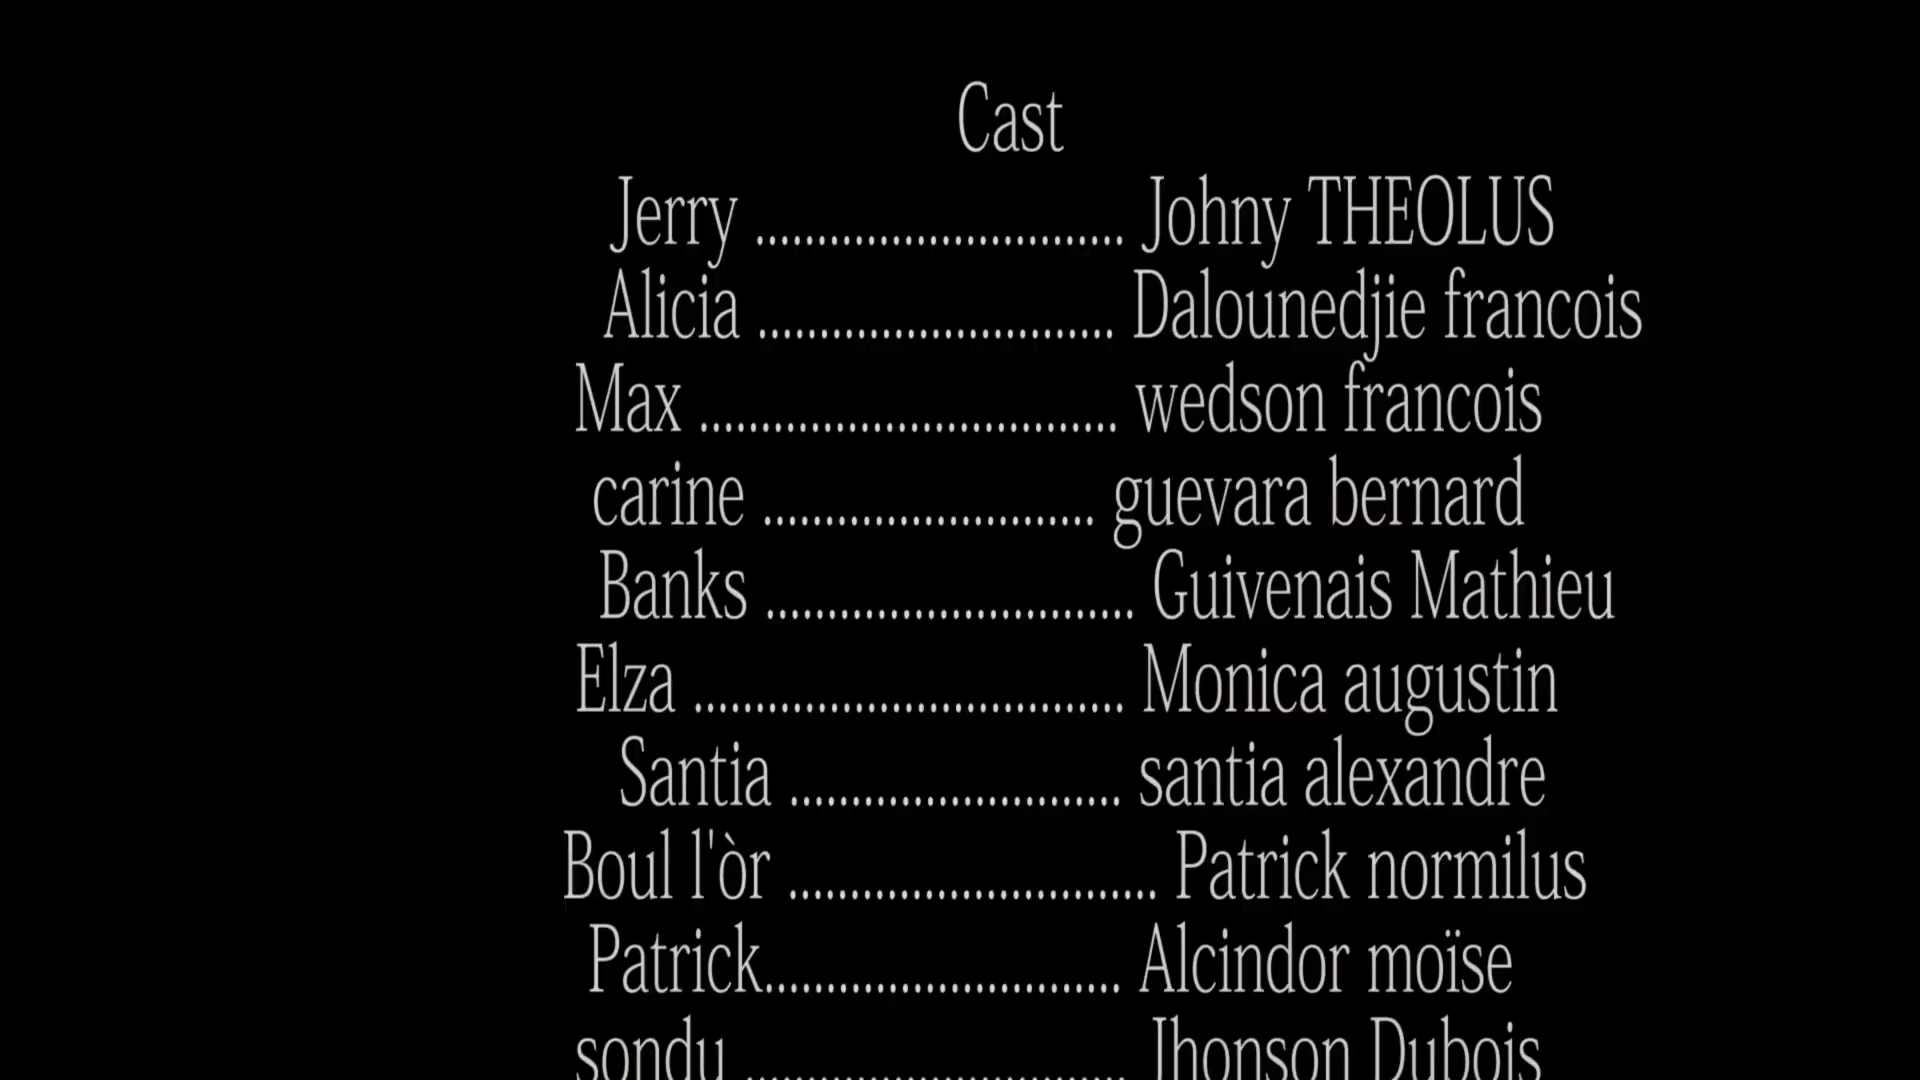 Cast
Jerry .............................. Johny THEOLUS
Alicia ............................. Dalounedjie francois
Max .................................. wedson francois
carine ........................... guevara bernard
Banks .............................. Guivenais Mathieu
Elza ................................... Monica augustin
Santia ........................... santia alexandre
Boul l'òr .............................. Patrick normilus
Patrick............................. Alcindor moïse
sondu ............................... Jhonson Dubois